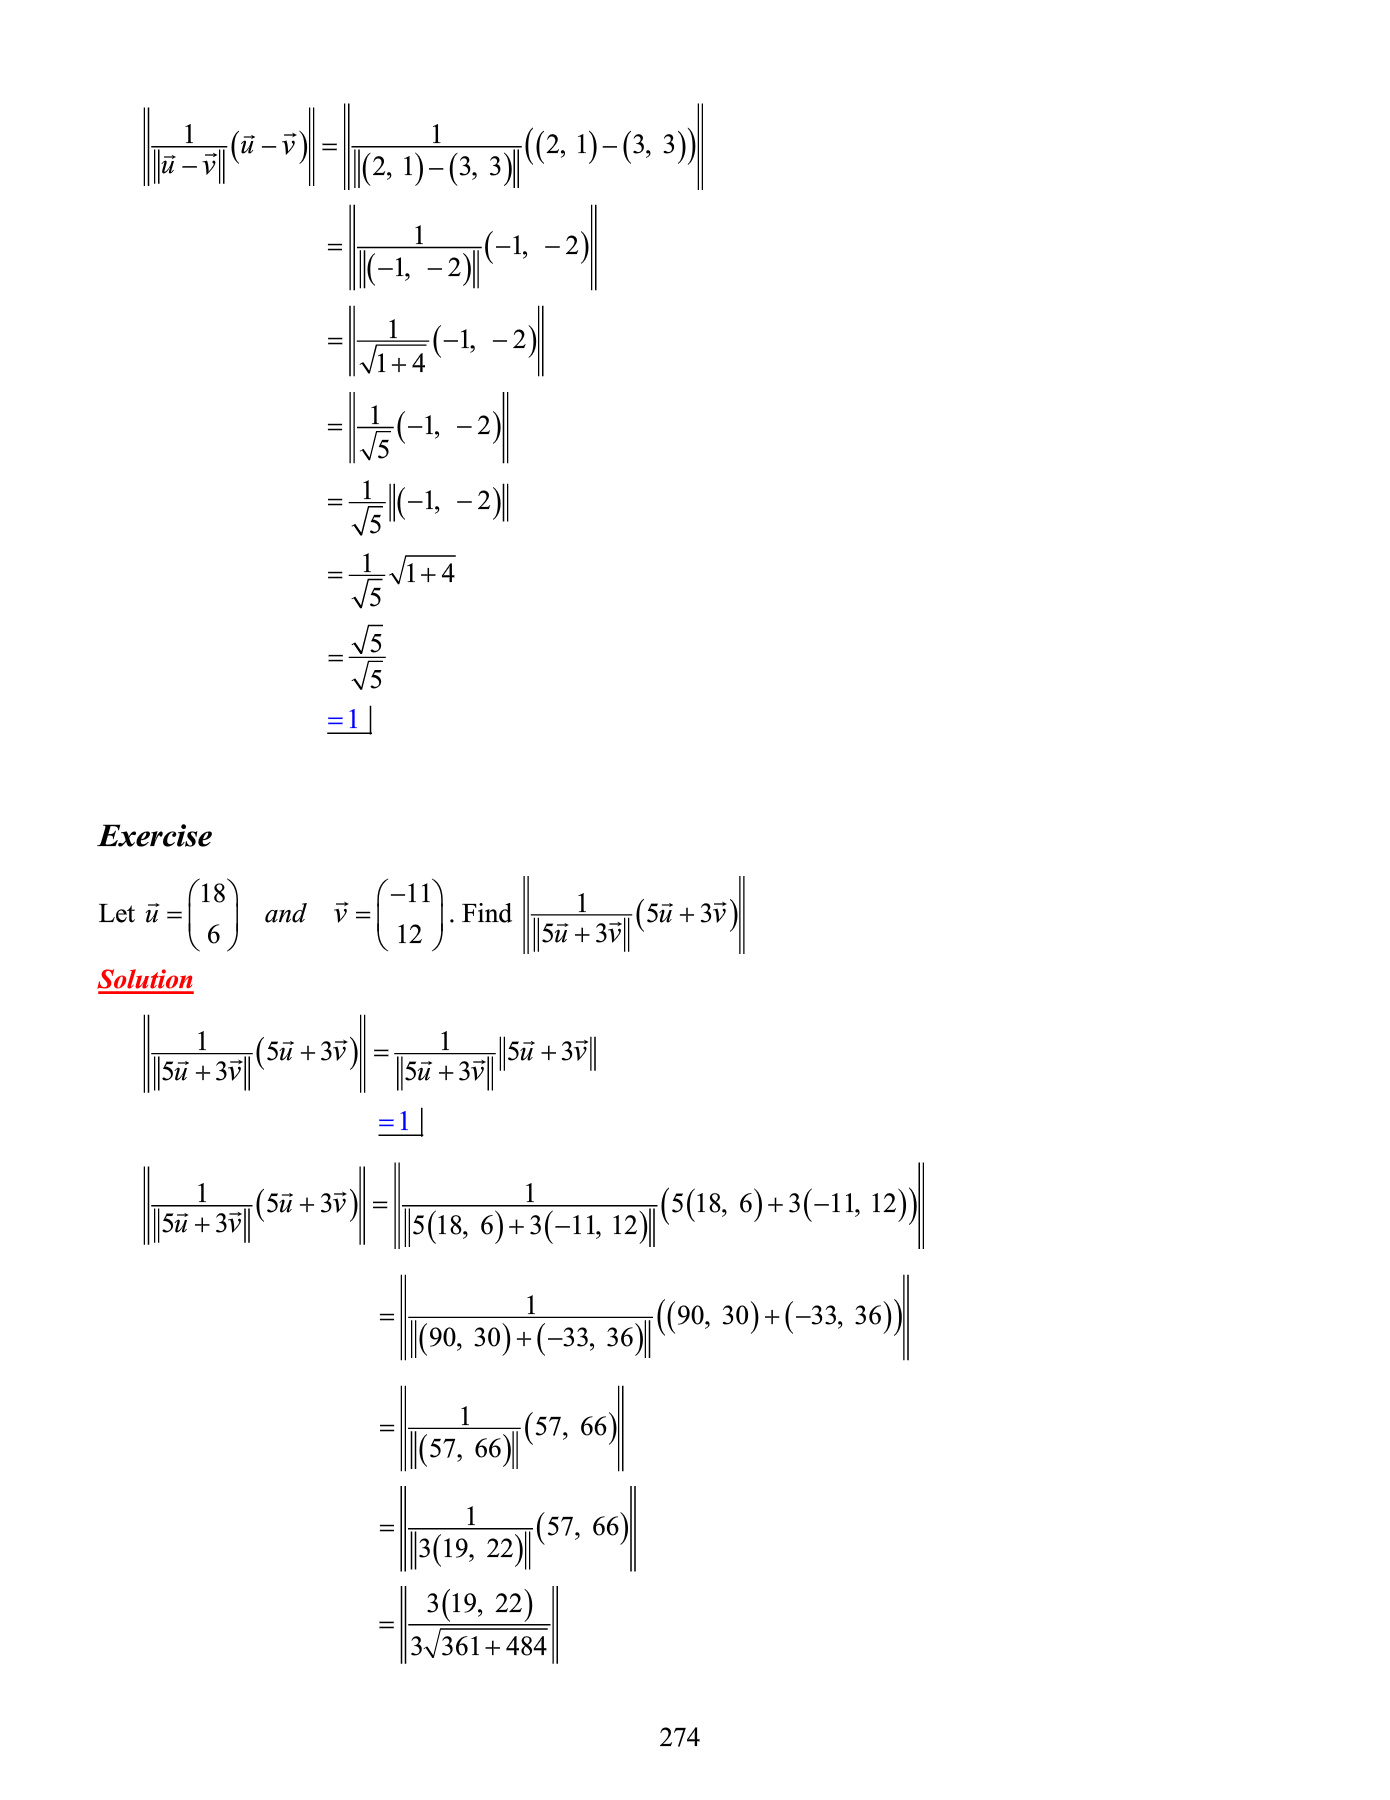 $\left\| \frac{1}{\|\vec{u}-\vec{v}\|}(\vec{u}-\vec{v}) \right\| = \left\| \frac{1}{\|(2,\ 1)-(3,\ 3)\|}((2,\ 1)-(3,\ 3)) \right\|$
$= \left\| \frac{1}{\|(-1,\ -2)\|}(-1,\ -2) \right\|$
$= \left\| \frac{1}{\sqrt{1+4}}(-1,\ -2) \right\|$
$= \left\| \frac{1}{\sqrt{5}}(-1,\ -2) \right\|$
$= \frac{1}{\sqrt{5}}\|(-1,\ -2)\|$
$= \frac{1}{\sqrt{5}}\sqrt{1+4}$
$= \frac{\sqrt{5}}{\sqrt{5}}$
$=1$
Exercise
Let $\vec{u} = \begin{pmatrix} 18 \\ 6 \end{pmatrix}$ and $\vec{v} = \begin{pmatrix} -11 \\ 12 \end{pmatrix}$. Find $\left\| \frac{1}{\|5\vec{u}+3\vec{v}\|}(5\vec{u}+3\vec{v}) \right\|$
Solution
$\left\| \frac{1}{\|5\vec{u}+3\vec{v}\|}(5\vec{u}+3\vec{v}) \right\| = \frac{1}{\|5\vec{u}+3\vec{v}\|}\|5\vec{u}+3\vec{v}\|$
$=1$
$\left\| \frac{1}{\|5\vec{u}+3\vec{v}\|}(5\vec{u}+3\vec{v}) \right\| = \left\| \frac{1}{\|5(18,\ 6)+3(-11,\ 12)\|}(5(18,\ 6)+3(-11,\ 12)) \right\|$
$= \left\| \frac{1}{\|(90,\ 30)+(-33,\ 36)\|}((90,\ 30)+(-33,\ 36)) \right\|$
$= \left\| \frac{1}{\|(57,\ 66)\|}(57,\ 66) \right\|$
$= \left\| \frac{1}{\|3(19,\ 22)\|}(57,\ 66) \right\|$
$= \left\| \frac{3(19,\ 22)}{3\sqrt{361+484}} \right\|$
274